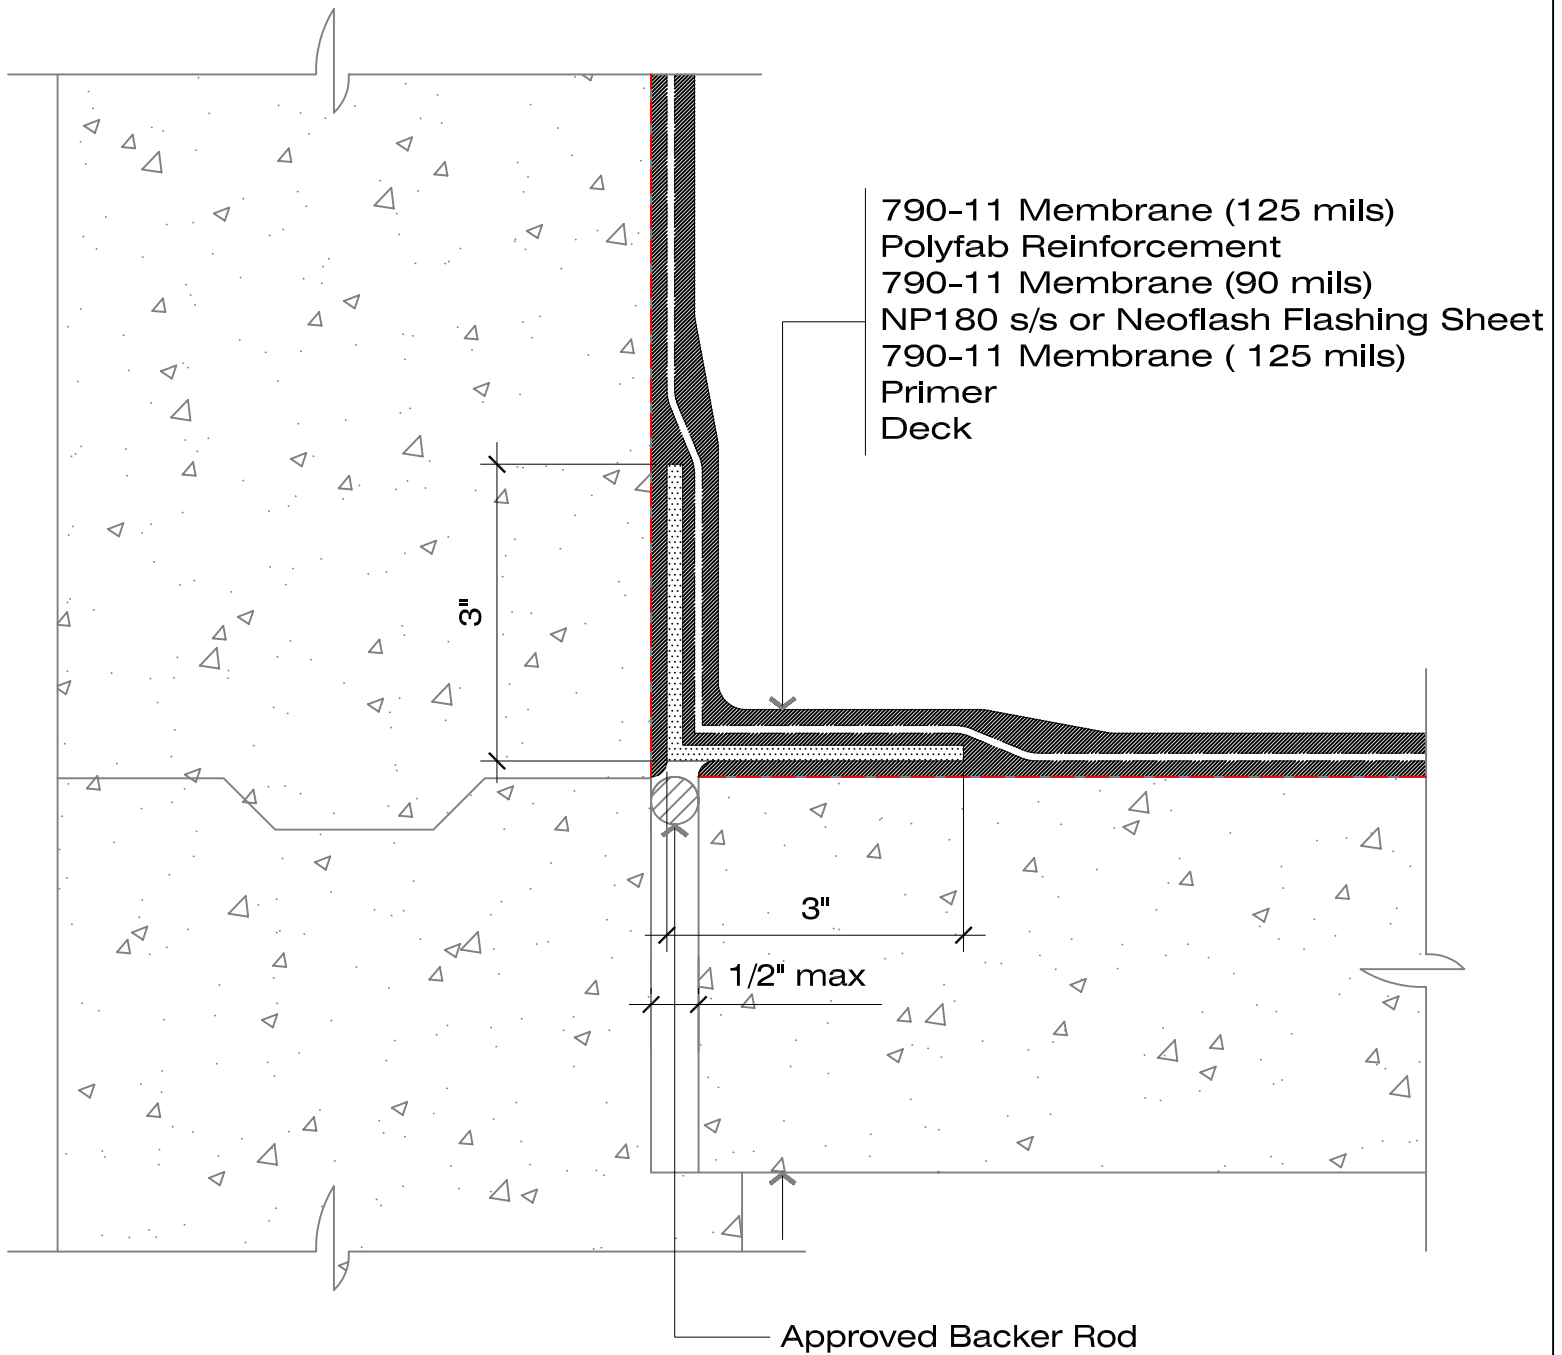 790-11 Membrane (125 mils)
Polyfab Reinforcement
790-11 Membrane (90 mils)
NP180 s/s or Neoflash Flashing Sheet
790-11 Membrane ( 125 mils)
Primer
Deck
3"
3"
1/2" max
Approved Backer Rod